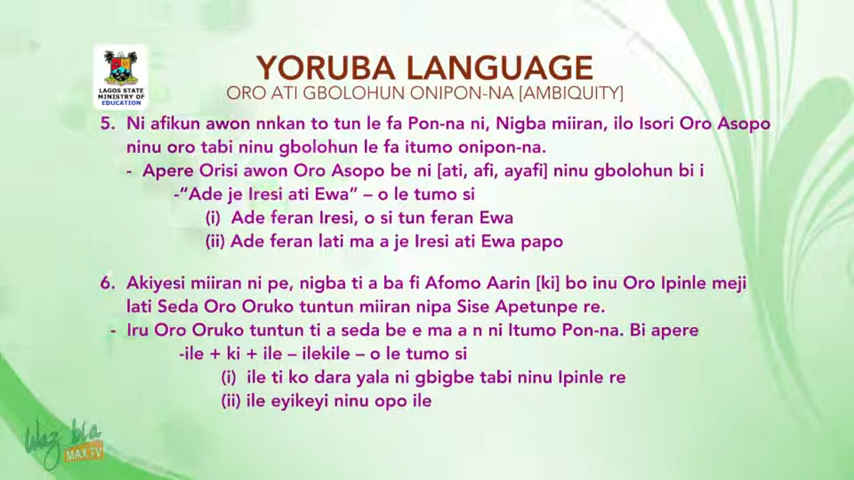 LAGOS STATE
MINISTRY OF
EDUCATION
YORUBA LANGUAGE
ORO ATI GBOLOHUN ONIPON-NA [AMBIQUITY]
5. Ni afikun awon nnkan to tun le fa Pon-na ni, Nigba miiran, ilo Isori Oro Asopo
ninu oro tabi ninu gbolohun le fa itumo onipon-na.
- Apere Orisi awon Oro Asopo be ni [ati, afi, ayafi] ninu gbolohun bi i
-“Ade je Iresi ati Ewa” – o le tumo si
(i) Ade feran Iresi, o si tun feran Ewa
(ii) Ade feran lati ma a je Iresi ati Ewa papo
6. Akiyesi miiran ni pe, nigba ti a ba fi Afomo Aarin [ki] bo inu Oro Ipinle meji
lati Seda Oro Oruko tuntun miiran nipa Sise Apetunpe re.
- Iru Oro Oruko tuntun ti a seda be e ma a n ni Itumo Pon-na. Bi apere
-ile + ki + ile – ilekile – o le tumo si
(i) ile ti ko dara yala ni gbigbe tabi ninu Ipinle re
(ii) ile eyikeyi ninu opo ile
Waz bia
MAX TV